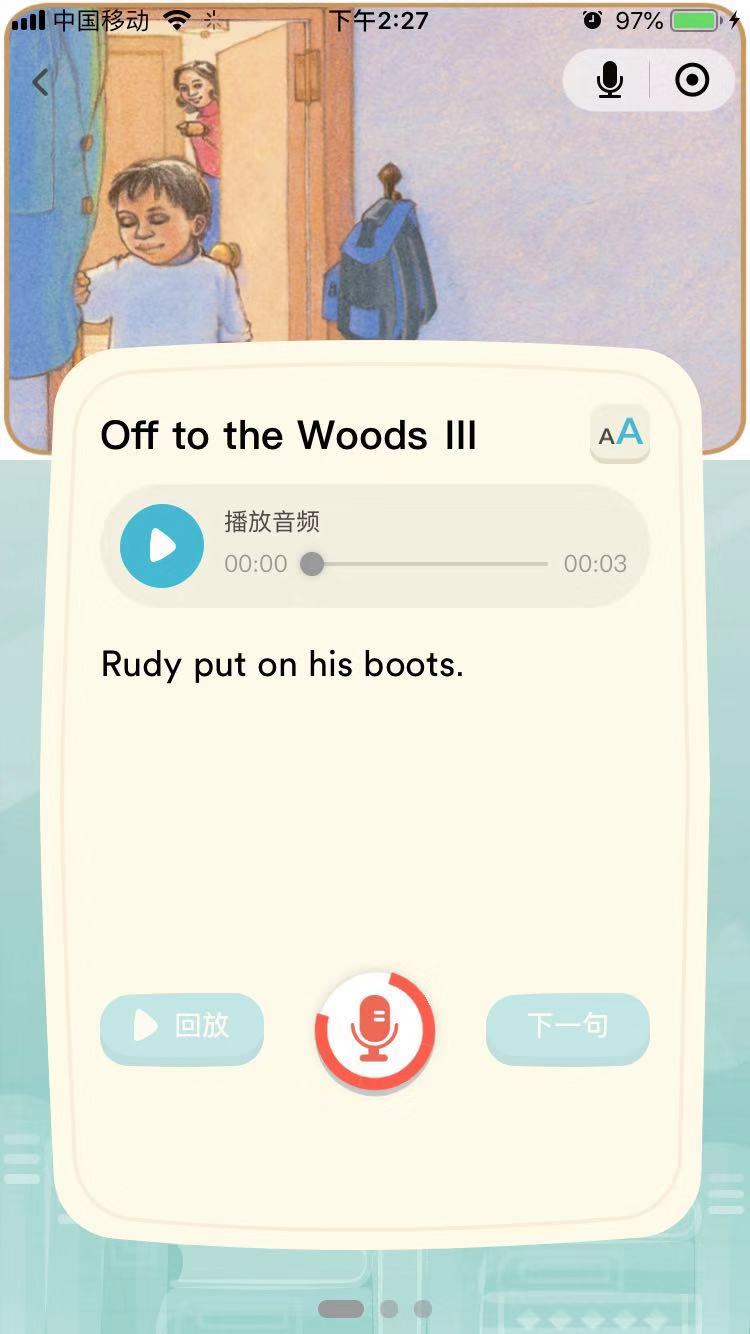 中国移动 下午2:27 97%
Off to the Woods III
AA
播放音频
00:00 00:03
Rudy put on his boots.
回放 下一句